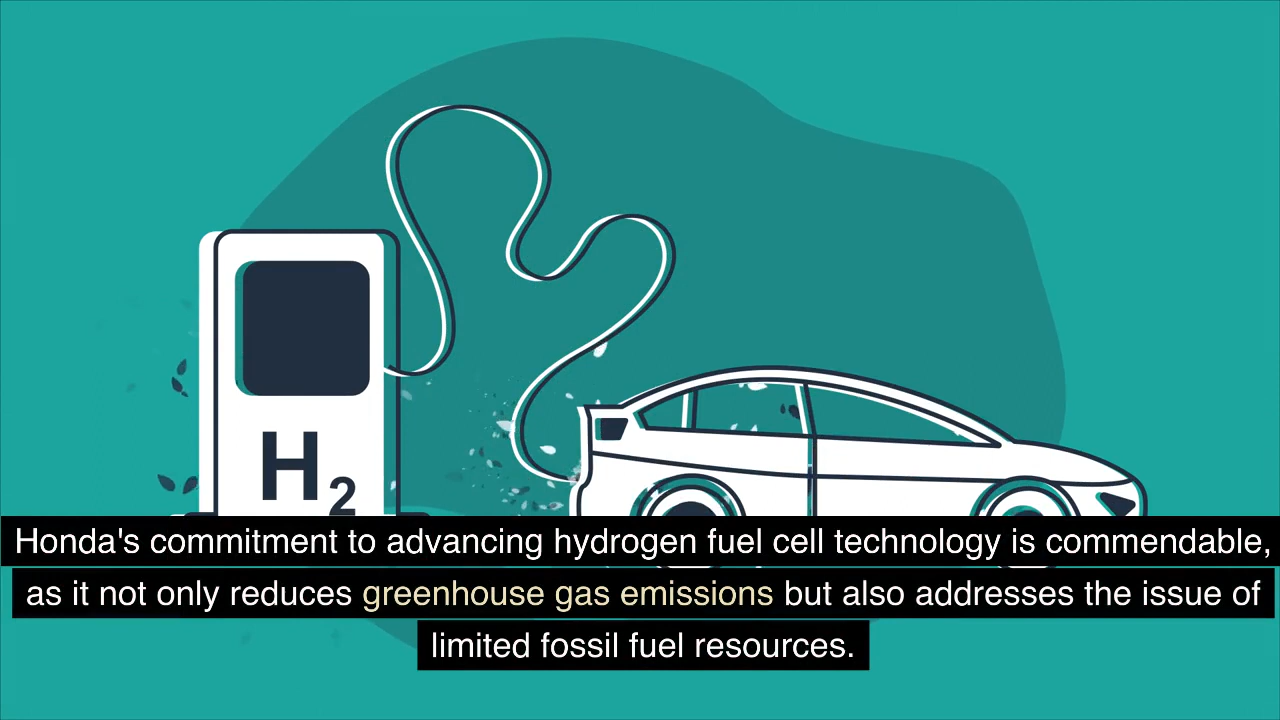 H2
Honda's commitment to advancing hydrogen fuel cell technology is commendable,
as it not only reduces greenhouse gas emissions but also addresses the issue of
limited fossil fuel resources.